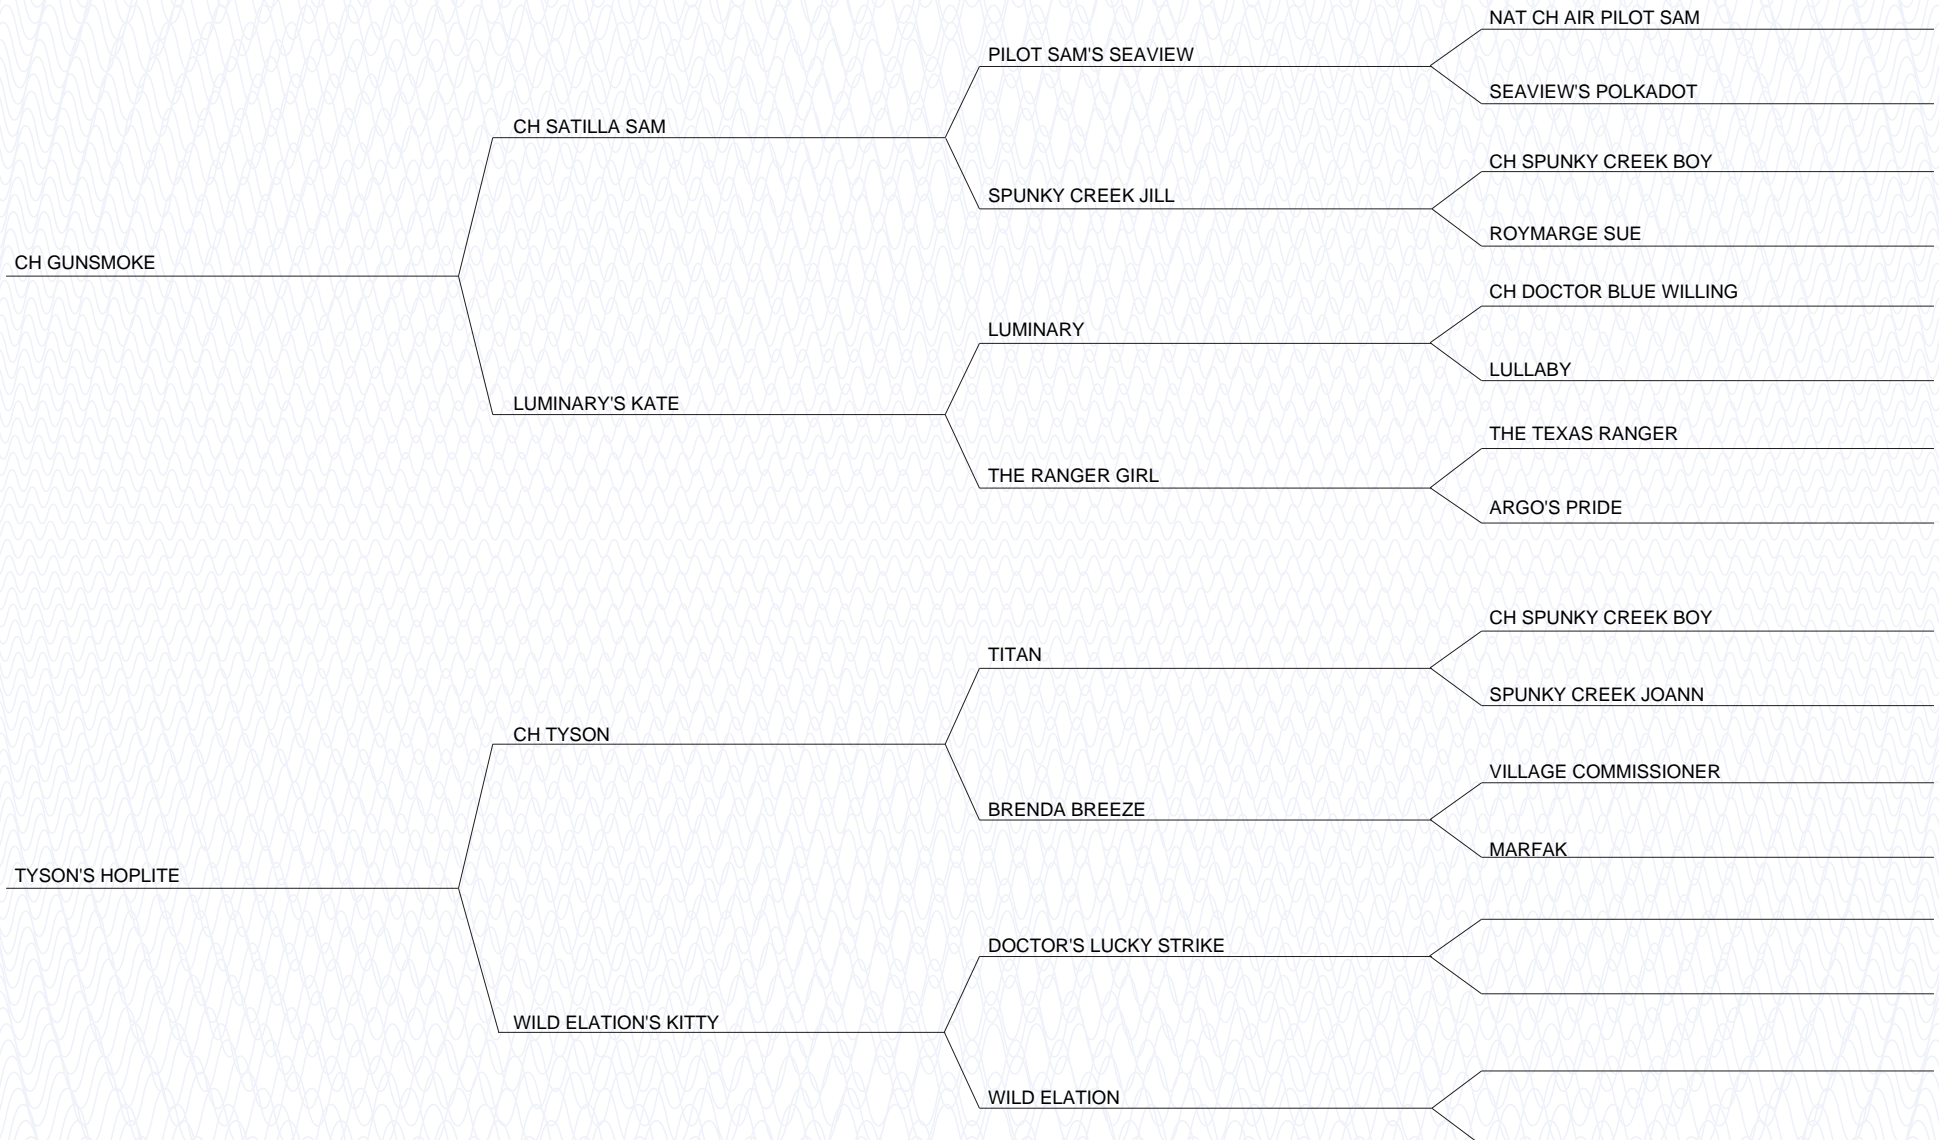 NAT CH AIR PILOT SAM
PILOT SAM'S SEAVIEW
SEAVIEW'S POLKADOT
CH SATILLA SAM
CH SPUNKY CREEK BOY
SPUNKY CREEK JILL
ROYMARGE SUE
CH GUNSMOKE
CH DOCTOR BLUE WILLING
LUMINARY
LULLABY
LUMINARY'S KATE
THE TEXAS RANGER
THE RANGER GIRL
ARGO'S PRIDE
CH SPUNKY CREEK BOY
TITAN
SPUNKY CREEK JOANN
CH TYSON
VILLAGE COMMISSIONER
BRENDA BREEZE
MARFAK
TYSON'S HOPLITE
DOCTOR'S LUCKY STRIKE
WILD ELATION'S KITTY
WILD ELATION